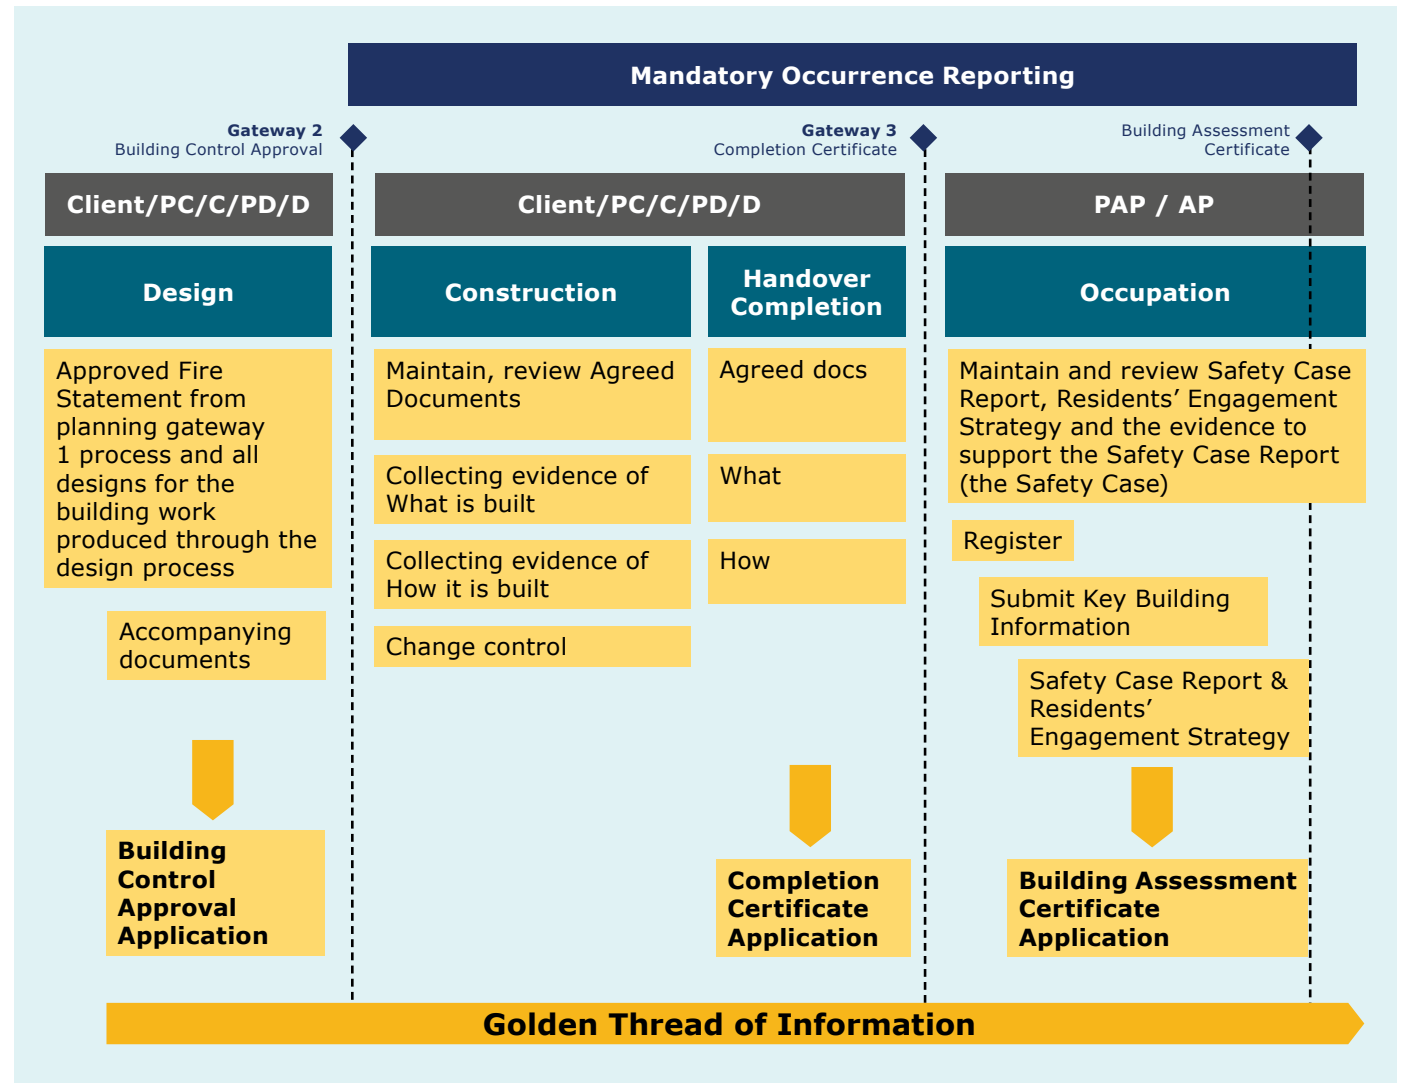 Mandatory Occurrence Reporting
Gateway 2
Building Control Approval
Gateway 3
Completion Certificate
Building Assessment
Certificate
Client/PC/C/PD/D
Client/PC/C/PD/D
PAP / AP
Design
Construction
Handover
Completion
Occupation
Approved Fire
Statement from
planning gateway
1 process and all
designs for the
building work
produced through the
design process
Accompanying
documents
Building
Control
Approval
Application
Maintain, review Agreed
Documents
Collecting evidence of
What is built
Collecting evidence of
How it is built
Change control
Agreed docs
What
How
Completion
Certificate
Application
Maintain and review Safety Case
Report, Residents’ Engagement
Strategy and the evidence to
support the Safety Case Report
(the Safety Case)
Register
Submit Key Building
Information
Safety Case Report &
Residents’
Engagement Strategy
Building Assessment
Certificate
Application
Golden Thread of Information